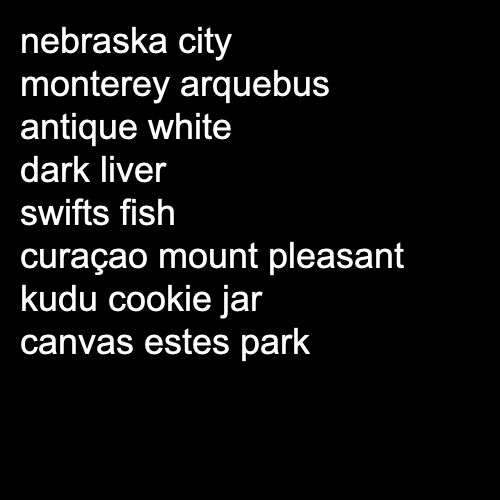 nebraska city
monterey arquebus
antique white
dark liver
swifts fish
curaçao mount pleasant
kudu cookie jar
canvas estes park